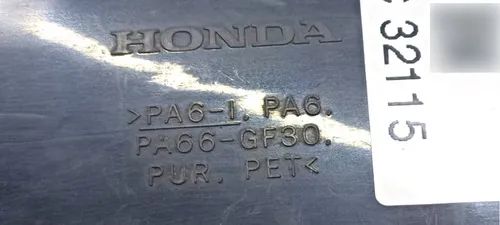 HONDA
>PA6-I. PA6.
PA66-GF30.
PUR. PET<
32115